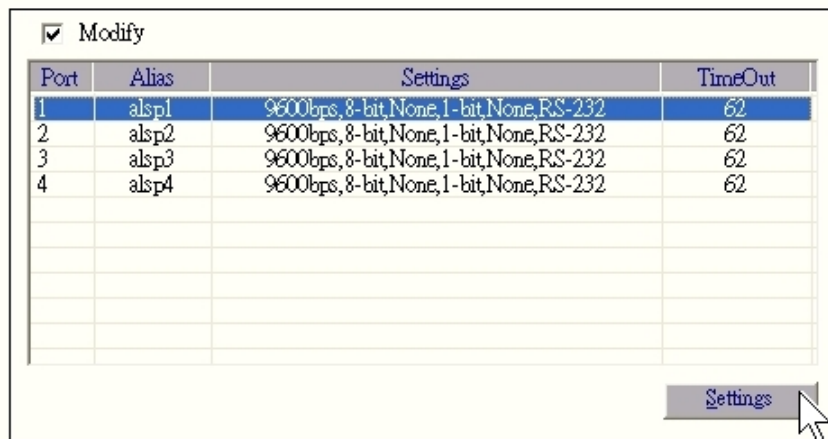 Modify
Port Alias Settings TimeOut
1 alsp1 9600bps,8-bit,None,1-bit,None,RS-232 62
2 alsp2 9600bps,8-bit,None,1-bit,None,RS-232 62
3 alsp3 9600bps,8-bit,None,1-bit,None,RS-232 62
4 alsp4 9600bps,8-bit,None,1-bit,None,RS-232 62
Settings